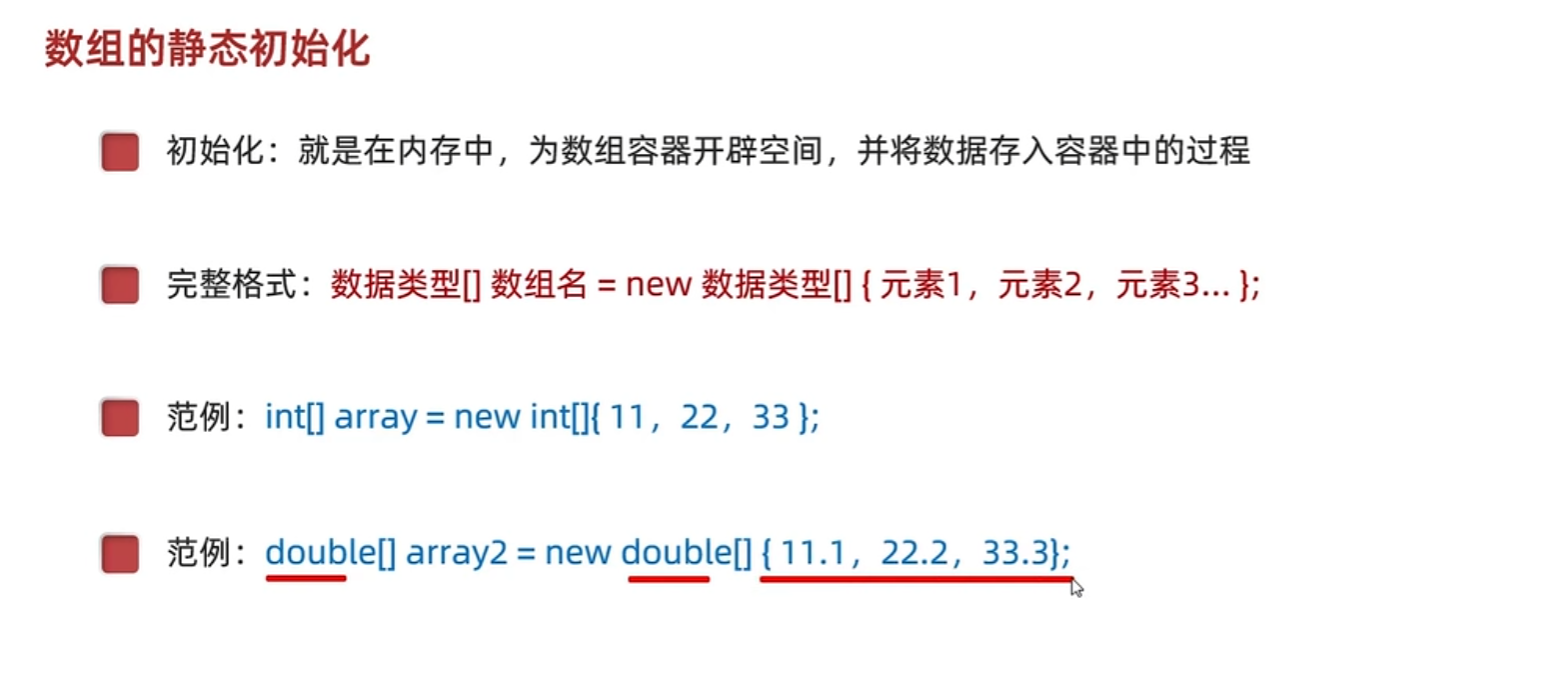 数组的静态初始化
初始化：就是在内存中，为数组容器开辟空间，并将数据存入容器中的过程
完整格式：数据类型[] 数组名 = new 数据类型[] { 元素1，元素2，元素3... };
范例：int[] array = new int[]{ 11，22，33 };
范例：double[] array2 = new double[] { 11.1，22.2，33.3};